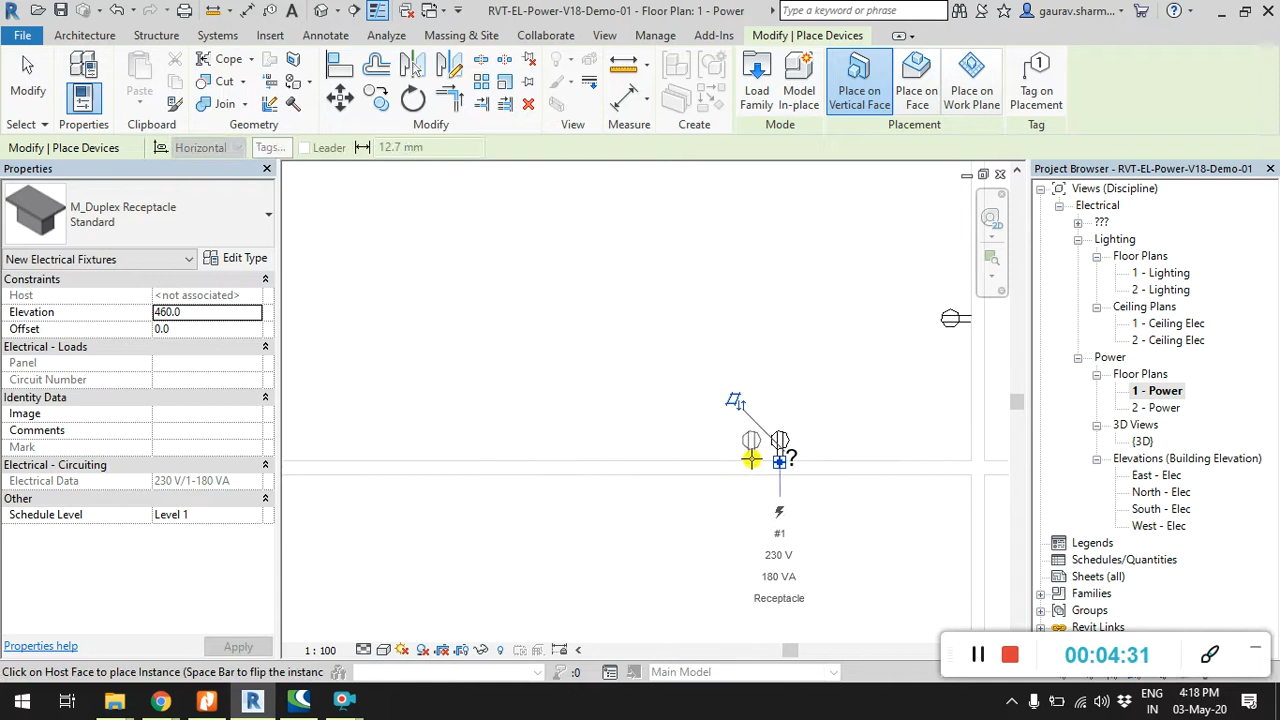 RVT-EL-Power-V18-Demo-01 - Floor Plan: 1 - Power
Type a keyword or phrase
gaurav.sharm...
File
Architecture
Structure
Systems
Insert
Annotate
Analyze
Massing & Site
Collaborate
View
Manage
Add-Ins
Modify | Place Devices
Modify
Select
Properties
Paste
Clipboard
Cope
Cut
Join
Geometry
Modify
View
Measure
Create
Load Family
Model In-place
Mode
Place on Vertical Face
Place on Face
Place on Work Plane
Placement
Tag on Placement
Tag
Modify | Place Devices
Horizontal
Tags...
Leader
12.7 mm
Properties
M_Duplex Receptacle
Standard
New Electrical Fixtures
Edit Type
Constraints
Host <not associated>
Elevation 460.0
Offset 0.0
Electrical - Loads
Panel
Circuit Number
Identity Data
Image
Comments
Mark
Electrical - Circuiting
Electrical Data 230 V/1-180 VA
Other
Schedule Level Level 1
Properties help
Apply
2D
?
#1
230 V
180 VA
Receptacle
1 : 100
Project Browser - RVT-EL-Power-V18-Demo-01
Views (Discipline)
Electrical
???
Lighting
Floor Plans
1 - Lighting
2 - Lighting
Ceiling Plans
1 - Ceiling Elec
2 - Ceiling Elec
Power
Floor Plans
1 - Power
2 - Power
3D Views
{3D}
Elevations (Building Elevation)
East - Elec
North - Elec
South - Elec
West - Elec
Legends
Schedules/Quantities
Sheets (all)
Families
Groups
Revit Links
00:04:31
Click on Host Face to place Instance (Space Bar to flip the instanc
:0
Main Model
ENG
IN
4:18 PM
03-May-20